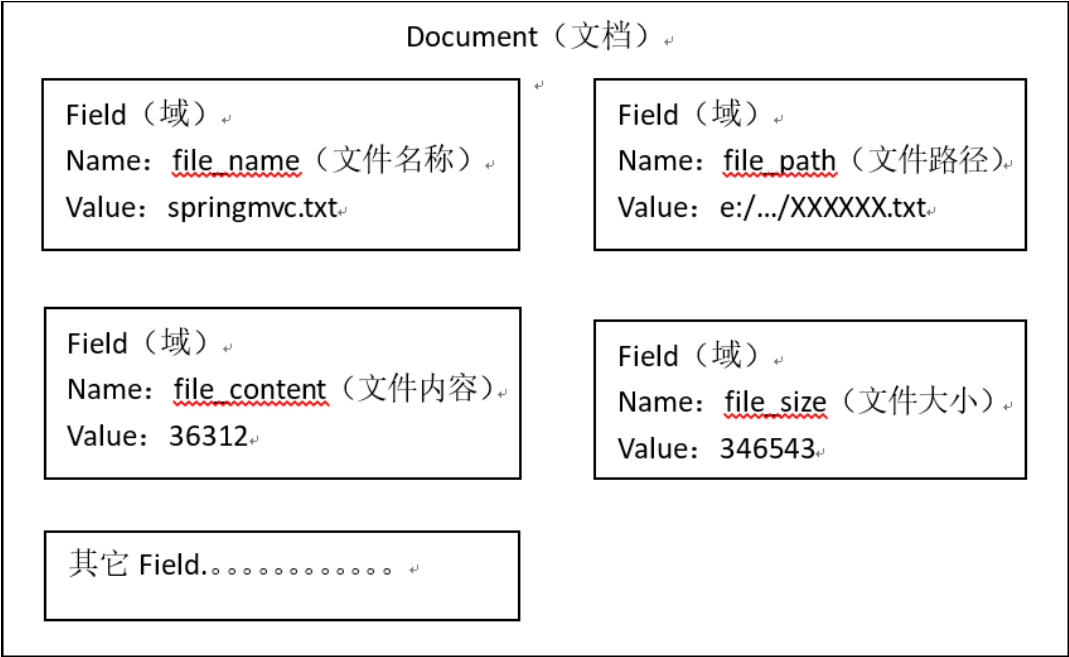 Document（文档）
Field（域）
Name：file_name（文件名称）
Value：springmvc.txt
Field（域）
Name：file_path（文件路径）
Value：e:/.../XXXXXX.txt
Field（域）
Name：file_content（文件内容）
Value：36312
Field（域）
Name：file_size（文件大小）
Value：346543
其它 Field.。。。。。。。。。。。。